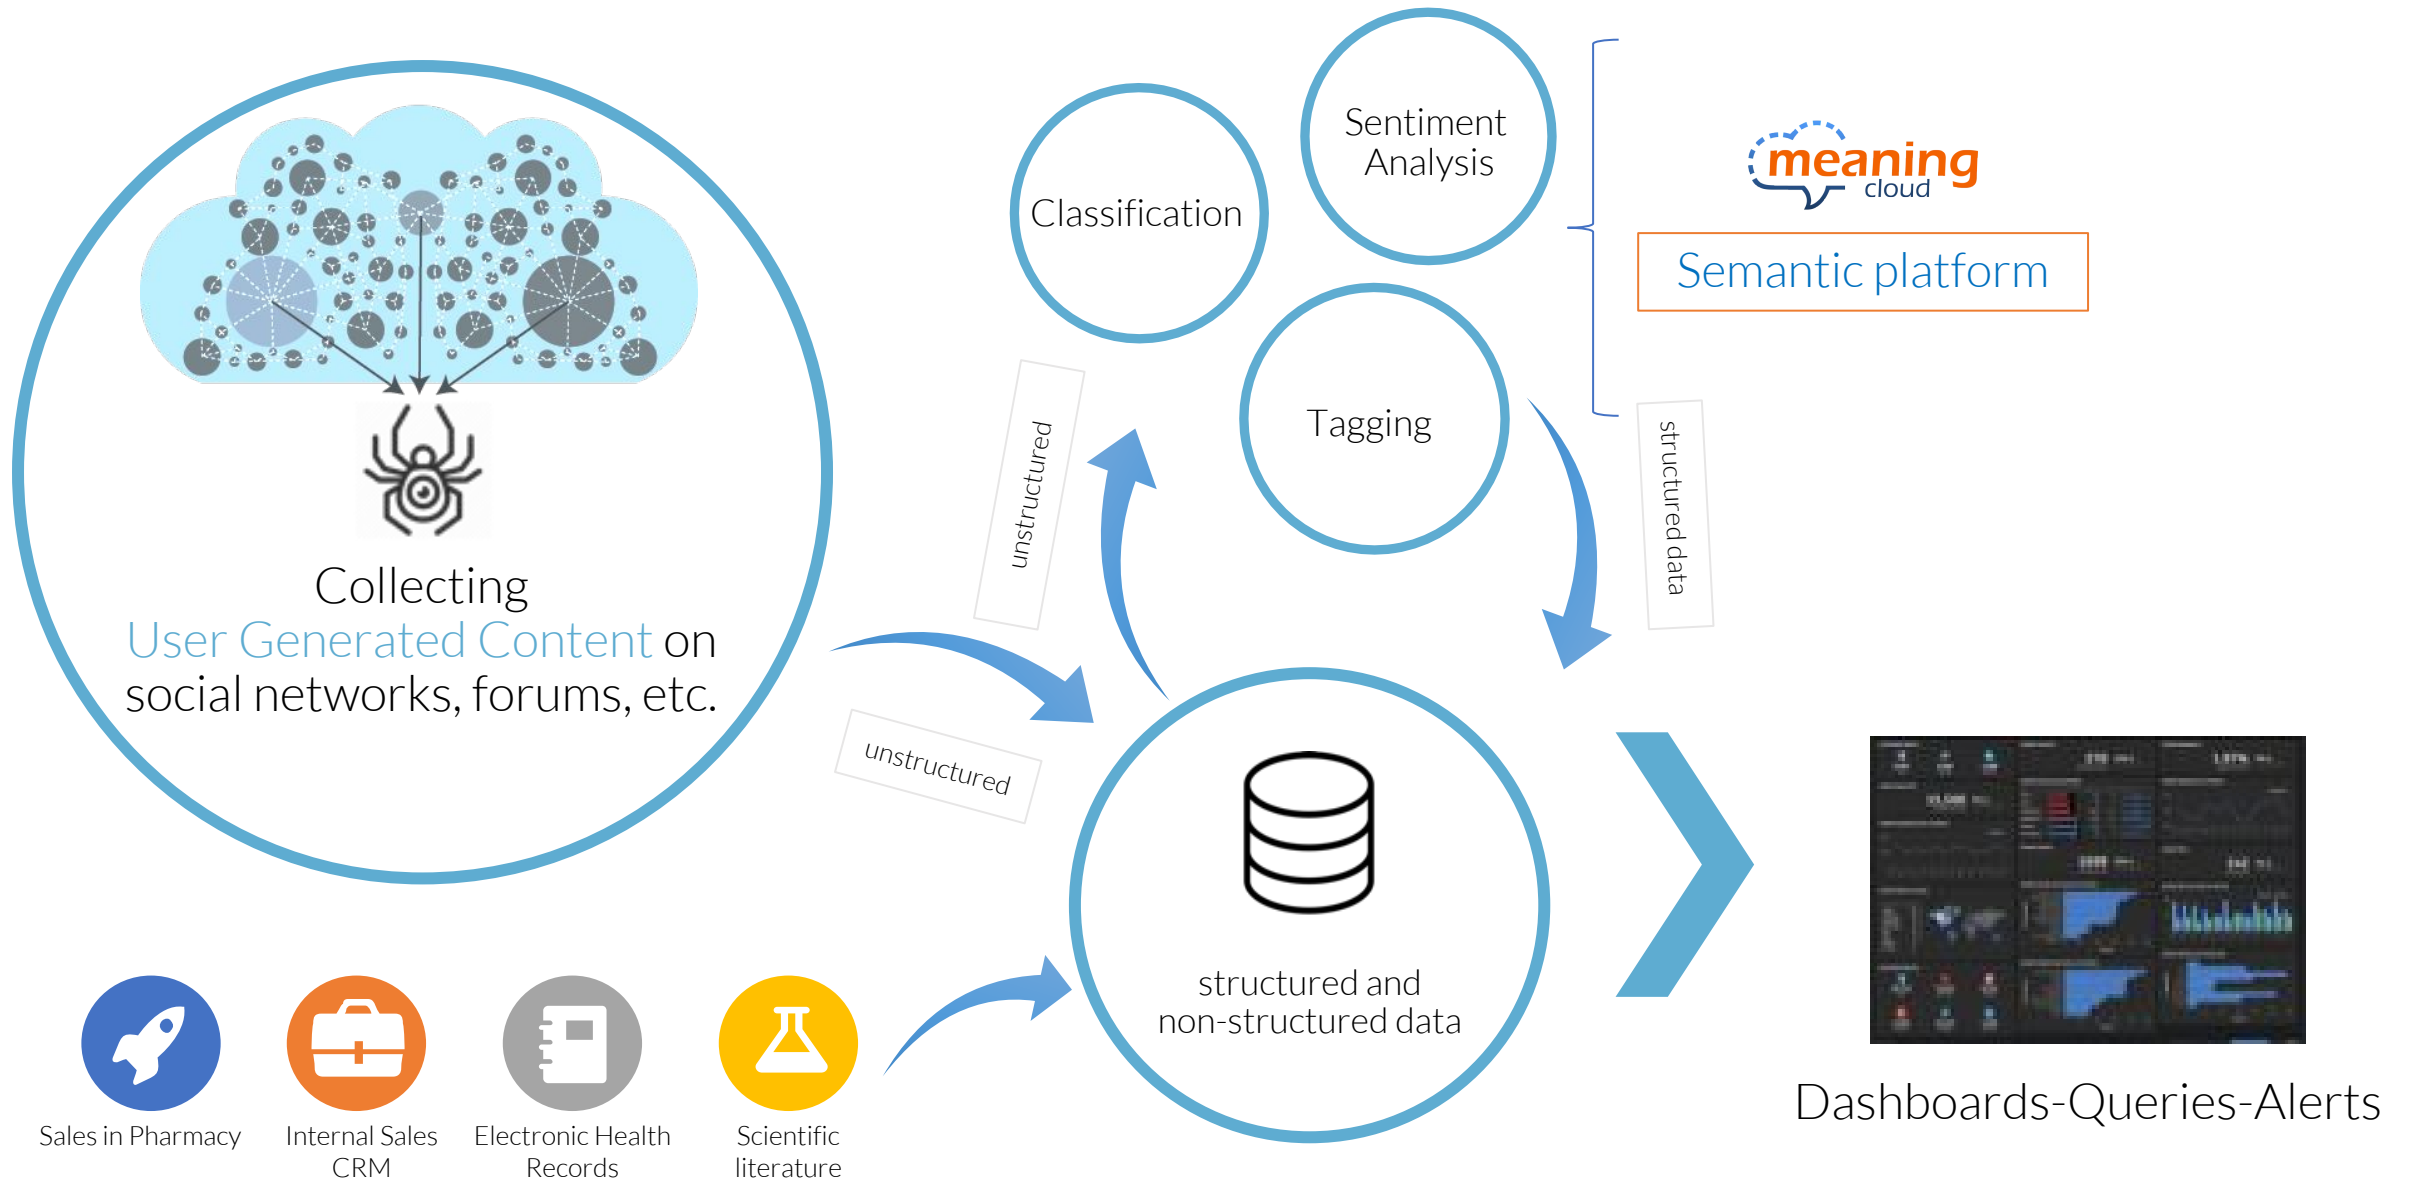 Collecting
User Generated Content on
social networks, forums, etc.
Classification
Sentiment
Analysis
Tagging
meaning
cloud
Semantic platform
unstructured
unstructured
structured data
structured and
non-structured data
Sales in Pharmacy
Internal Sales
CRM
Electronic Health
Records
Scientific
literature
Dashboards-Queries-Alerts